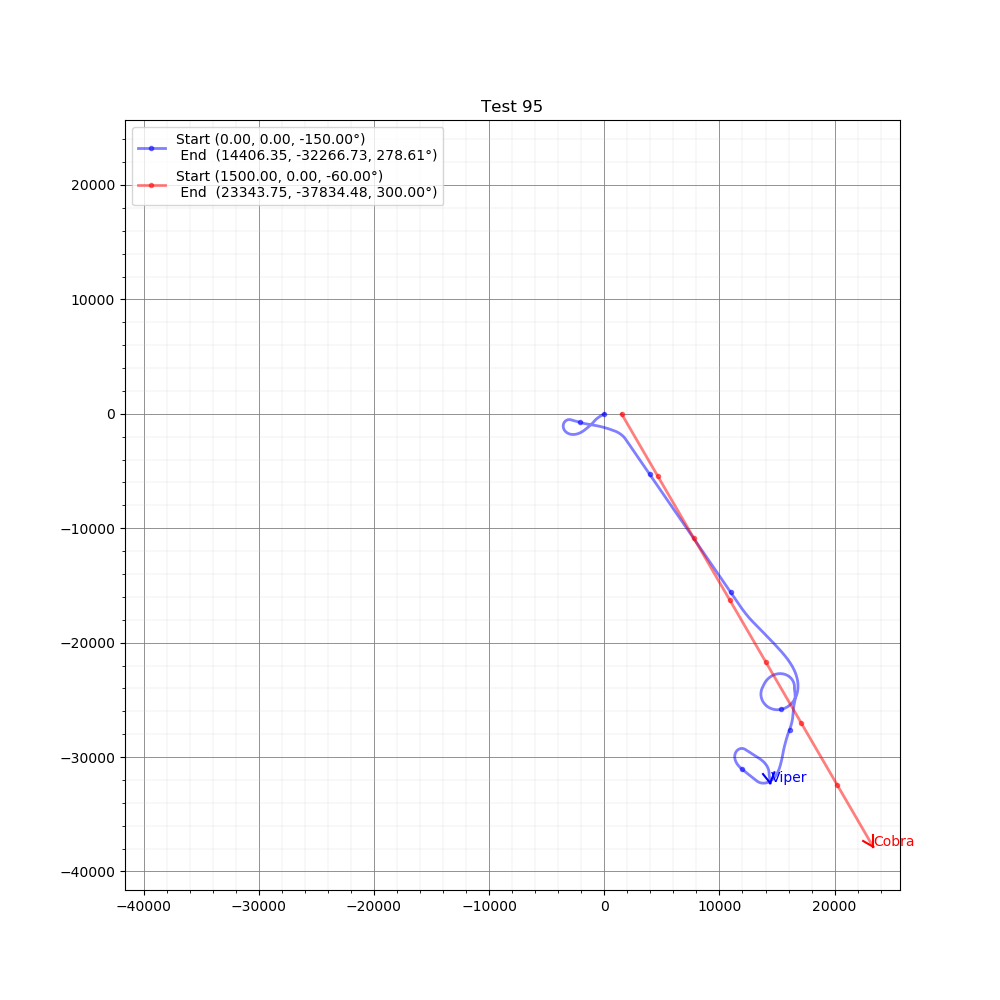 Test 95
Start (0.00, 0.00, -150.00°)
End  (14406.35, -32266.73, 278.61°)
Start (1500.00, 0.00, -60.00°)
End  (23343.75, -37834.48, 300.00°)
20000
10000
0
−10000
−20000
−30000
−40000
Viper
Cobra
−40000
−30000
−20000
−10000
0
10000
20000